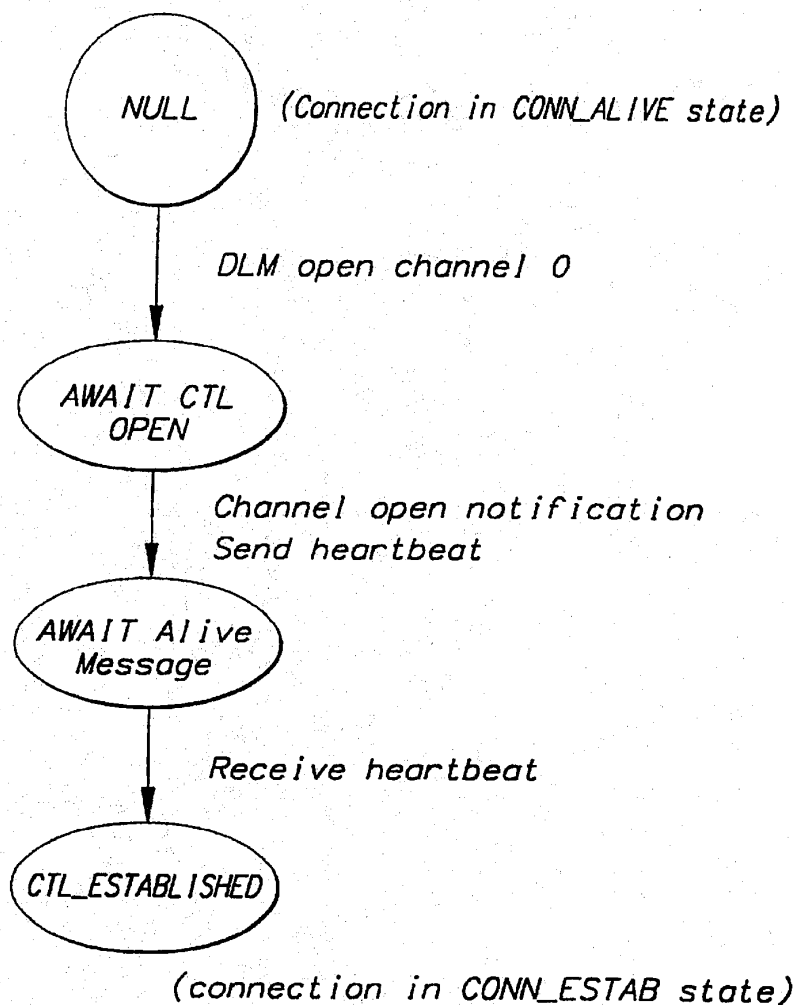 NULL (Connection in CONN_ALIVE state)
DLM open channel 0
AWAIT CTL
OPEN
Channel open notification
Send heartbeat
AWAIT Alive
Message
Receive heartbeat
CTL_ESTABLISHED
(connection in CONN_ESTAB state)